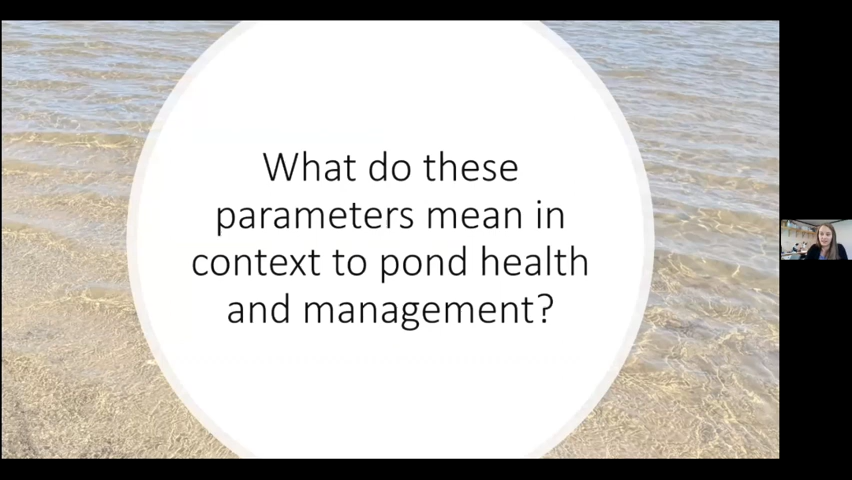 What do these
parameters mean in
context to pond health
and management?